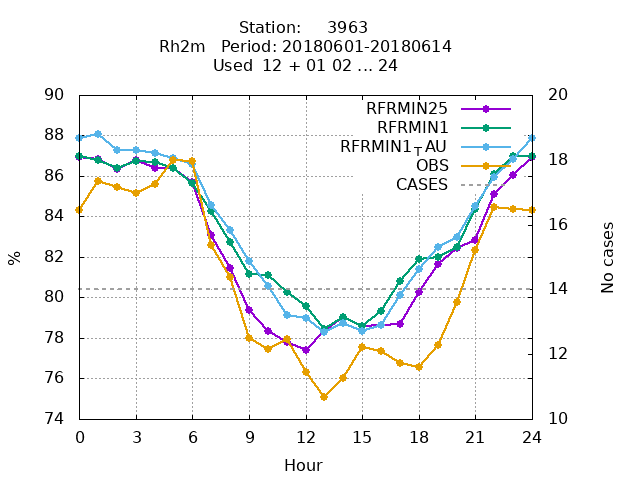 Station: 3963
Rh2m Period: 20180601-20180614
Used 12 + 01 02 ... 24
RFRMIN25
RFRMIN1
RFRMIN1TAU
OBS
CASES
90
88
86
84
82
80
78
76
74
%
20
18
16
14
12
10
No cases
0 3 6 9 12 15 18 21 24
Hour